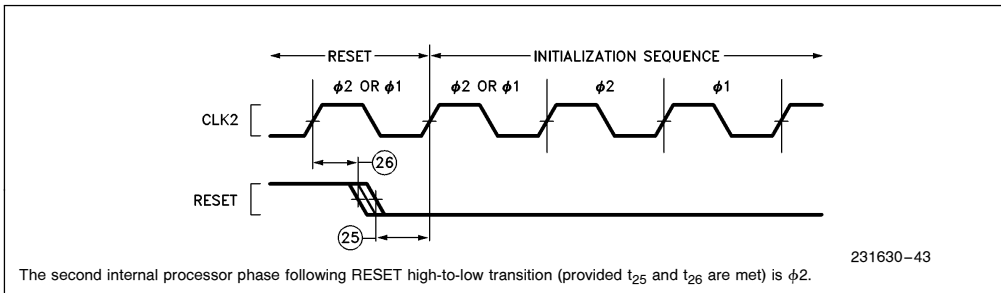 RESET INITIALIZATION SEQUENCE
ϕ2 OR ϕ1 ϕ2 OR ϕ1 ϕ2 ϕ1
CLK2
26
RESET
25
231630–43
The second internal processor phase following RESET high-to-low transition (provided t25 and t26 are met) is ϕ2.